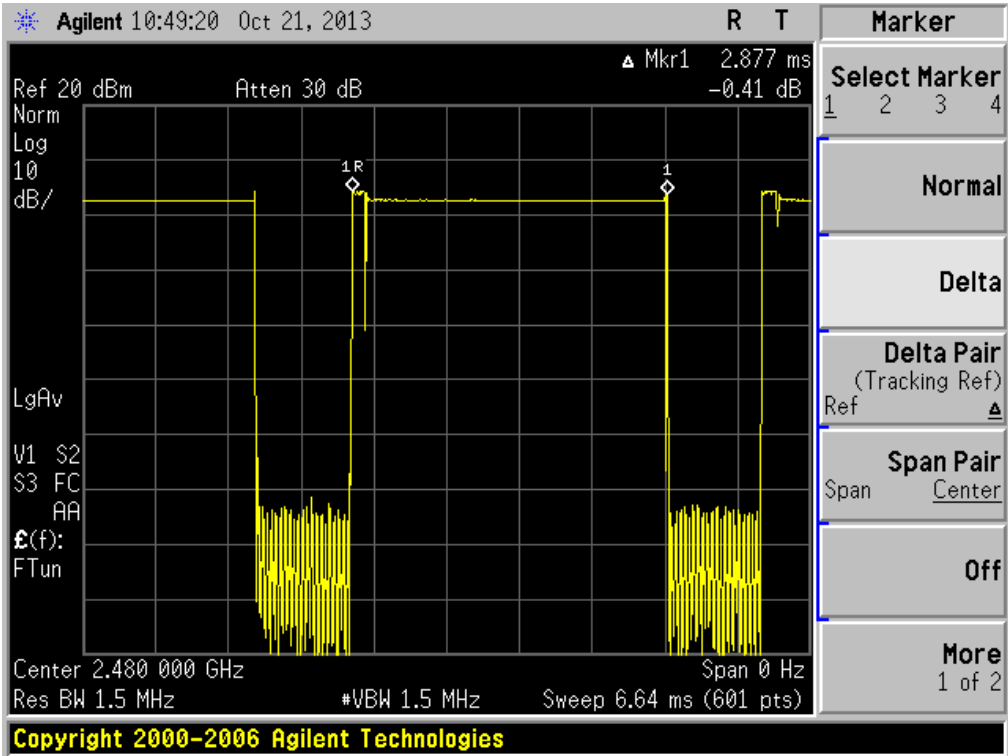 Agilent 10:49:20 Oct 21, 2013 R T
Δ Mkr1 2.877 ms
Ref 20 dBm Atten 30 dB -0.41 dB
Norm
Log
10
dB/
1R
1
LgAv
V1 S2
S3 FC
AA
£(f):
FTun
Center 2.480 000 GHz Span 0 Hz
Res BW 1.5 MHz #VBW 1.5 MHz Sweep 6.64 ms (601 pts)
Copyright 2000-2006 Agilent Technologies
Marker
Select Marker
1 2 3 4
Normal
Delta
Delta Pair
(Tracking Ref)
Ref Δ
Span Pair
Span Center
Off
More
1 of 2